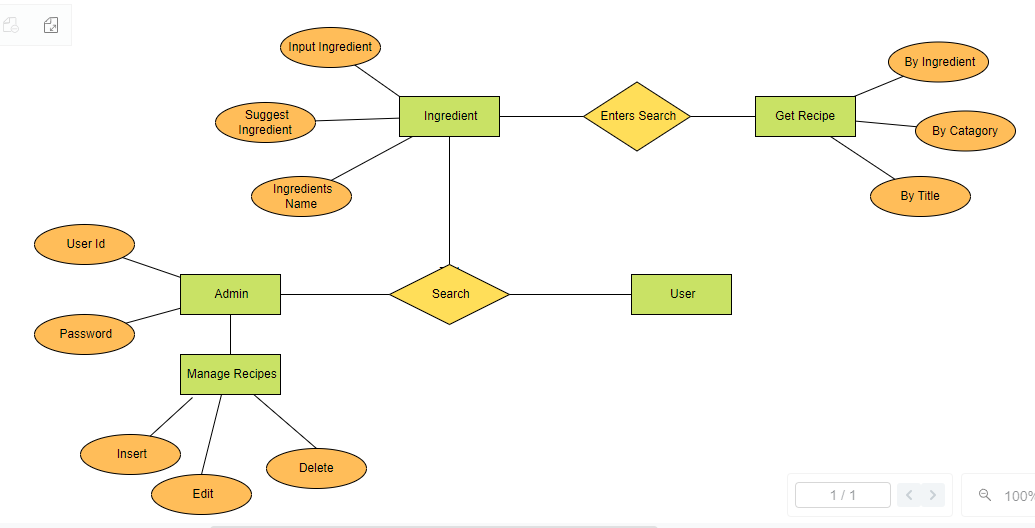 Input Ingredient
By Ingredient
Suggest
Ingredient
Ingredient
Enters Search
Get Recipe
By Catagory
Ingredients
Name
By Title
User Id
Admin
Search
User
Password
Manage Recipes
Insert
Delete
Edit
1 / 1
100%